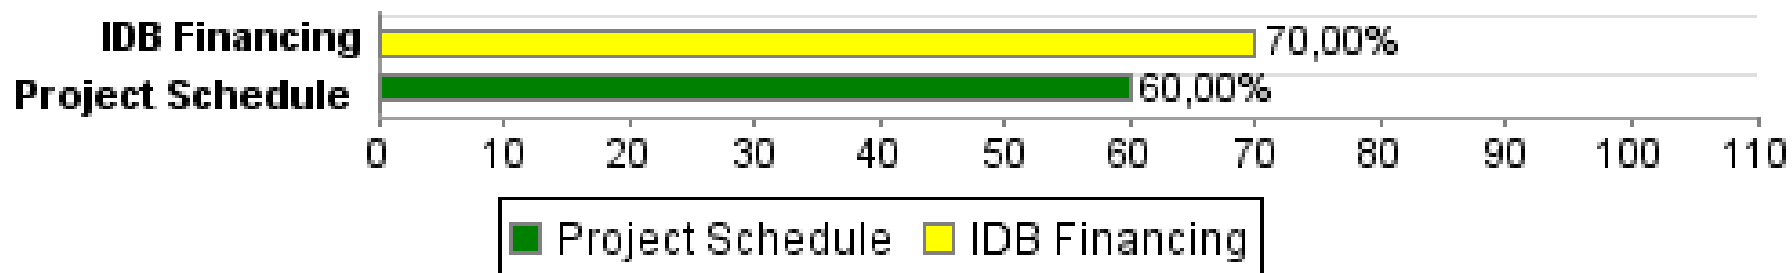 IDB Financing 70,00%
Project Schedule 60,00%
0 10 20 30 40 50 60 70 80 90 100 110
Project Schedule IDB Financing